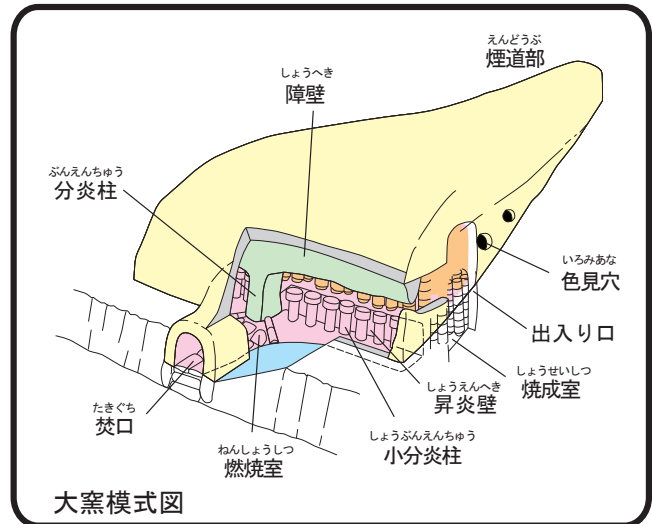 えんどうぶ
煙道部
しょうへき
障壁
ぶんえんちゅう
分炎柱
いろみあな
色見穴
出入り口
しょうせいしつ
焼成室
しょうえんへき
昇炎壁
しょうぶんえんちゅう
小分炎柱
たきぐち
焚口
ねんしょうしつ
燃焼室
大窯模式図